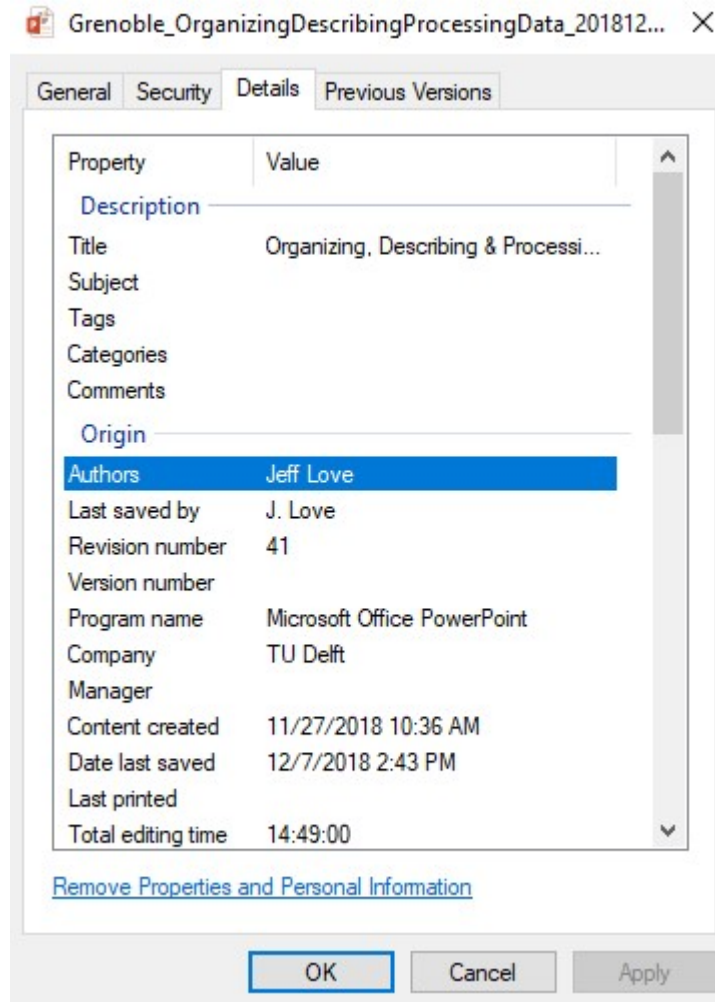 Grenoble_OrganizingDescribingProcessingData_201812...
General Security Details Previous Versions
Property Value
Description
Title Organizing, Describing & Processi...
Subject
Tags
Categories
Comments
Origin
Authors Jeff Love
Last saved by J. Love
Revision number 41
Version number
Program name Microsoft Office PowerPoint
Company TU Delft
Manager
Content created 11/27/2018 10:36 AM
Date last saved 12/7/2018 2:43 PM
Last printed
Total editing time 14:49:00
Remove Properties and Personal Information
OK Cancel Apply